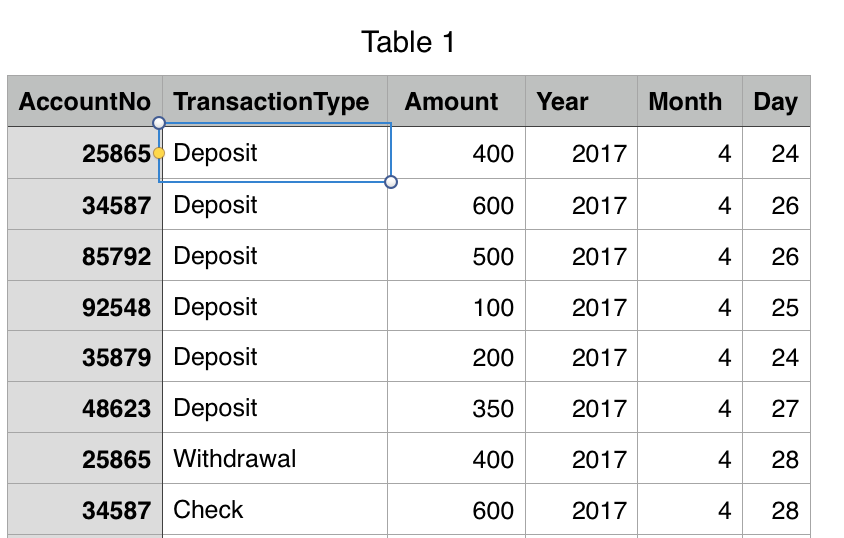 Table 1
AccountNo TransactionType Amount Year Month Day
25865 Deposit 400 2017 4 24
34587 Deposit 600 2017 4 26
85792 Deposit 500 2017 4 26
92548 Deposit 100 2017 4 25
35879 Deposit 200 2017 4 24
48623 Deposit 350 2017 4 27
25865 Withdrawal 400 2017 4 28
34587 Check 600 2017 4 28